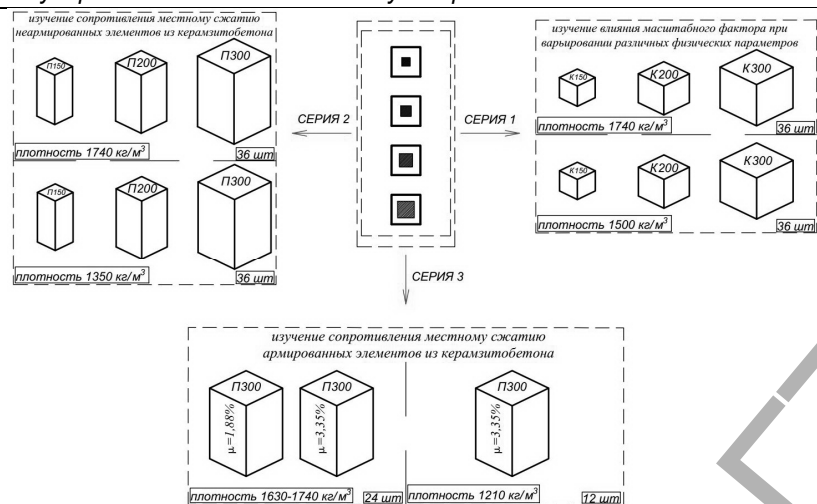 изучение сопротивления местному сжатию
неармированных элементов из керамзитобетона
П150
П200
П300
плотность 1740 кг/м³
36 шт
П150
П200
П300
плотность 1350 кг/м³
36 шт
СЕРИЯ 2
СЕРИЯ 1
СЕРИЯ 3
изучение влияния масштабного фактора при
варьировании различных физических параметров
К150
К200
К300
плотность 1740 кг/м³
36 шт
К150
К200
К300
плотность 1500 кг/м³
36 шт
изучение сопротивления местному сжатию
армированных элементов из керамзитобетона
П300
μ=1,88%
П300
μ=3,35%
П300
μ=3,35%
плотность 1630-1740 кг/м³
24 шт
плотность 1210 кг/м³
12 шт